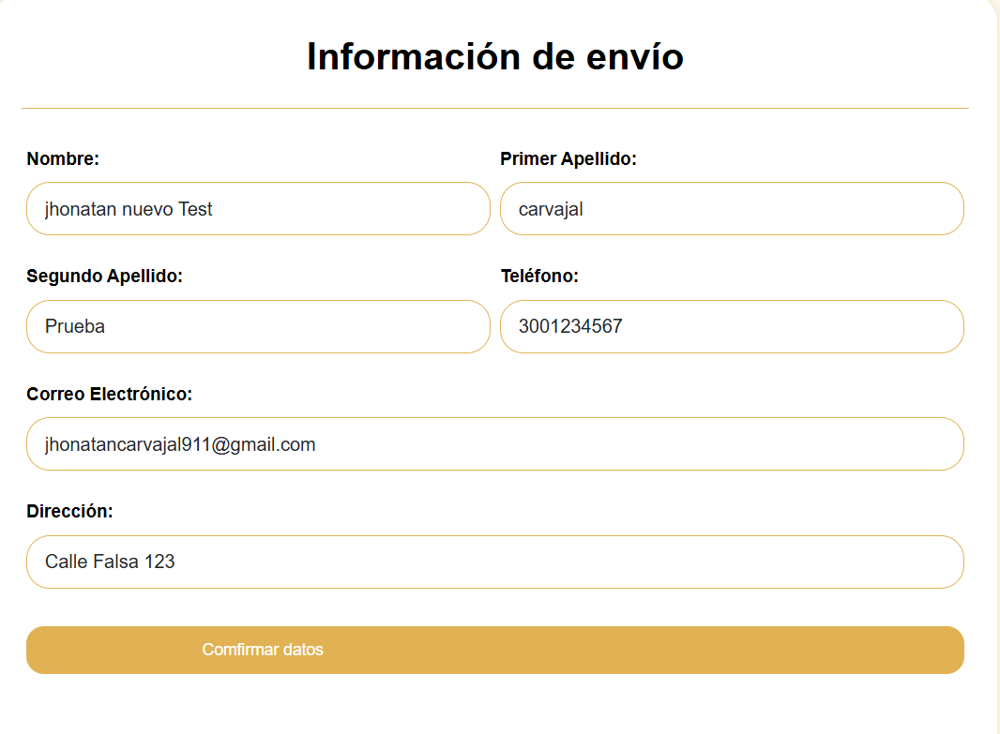 Información de envío
Nombre:
Primer Apellido:
jhonatan nuevo Test
carvajal
Segundo Apellido:
Teléfono:
Prueba
3001234567
Correo Electrónico:
jhonatancarvajal911@gmail.com
Dirección:
Calle Falsa 123
Comfirmar datos